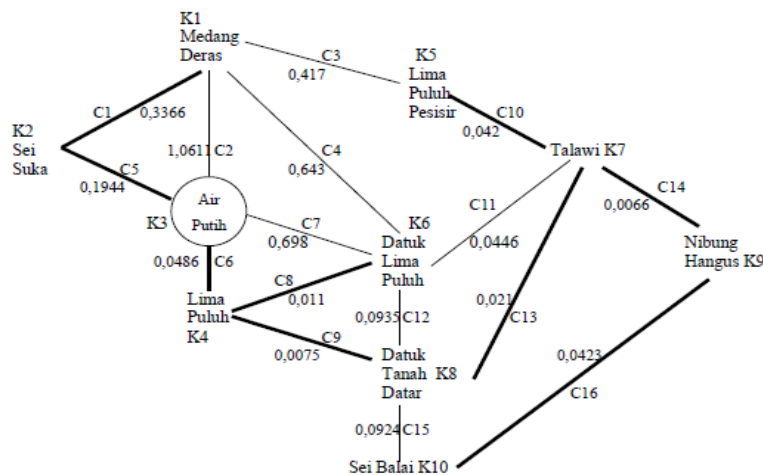 K1
Medang
Deras
C3
0,417
K5
Lima
Puluh
Pesisir
C1
0,3366
C10
0,042
K2
Sei
Suka
1,0611 C2
C4
0,643
Talawi K7
C5
0,1944
C14
0,0066
Air
Putih
K3
C7
0,698
K6
Datuk
Lima
Puluh
C11
0,0446
Nibung
Hangus K9
0,0486 C6
C8
0,011
Lima
Puluh
K4
0,021
C13
0,0935 C12
C9
0,0075
Datuk
Tanah K8
Datar
0,0423
C16
0,0924 C15
Sei Balai K10